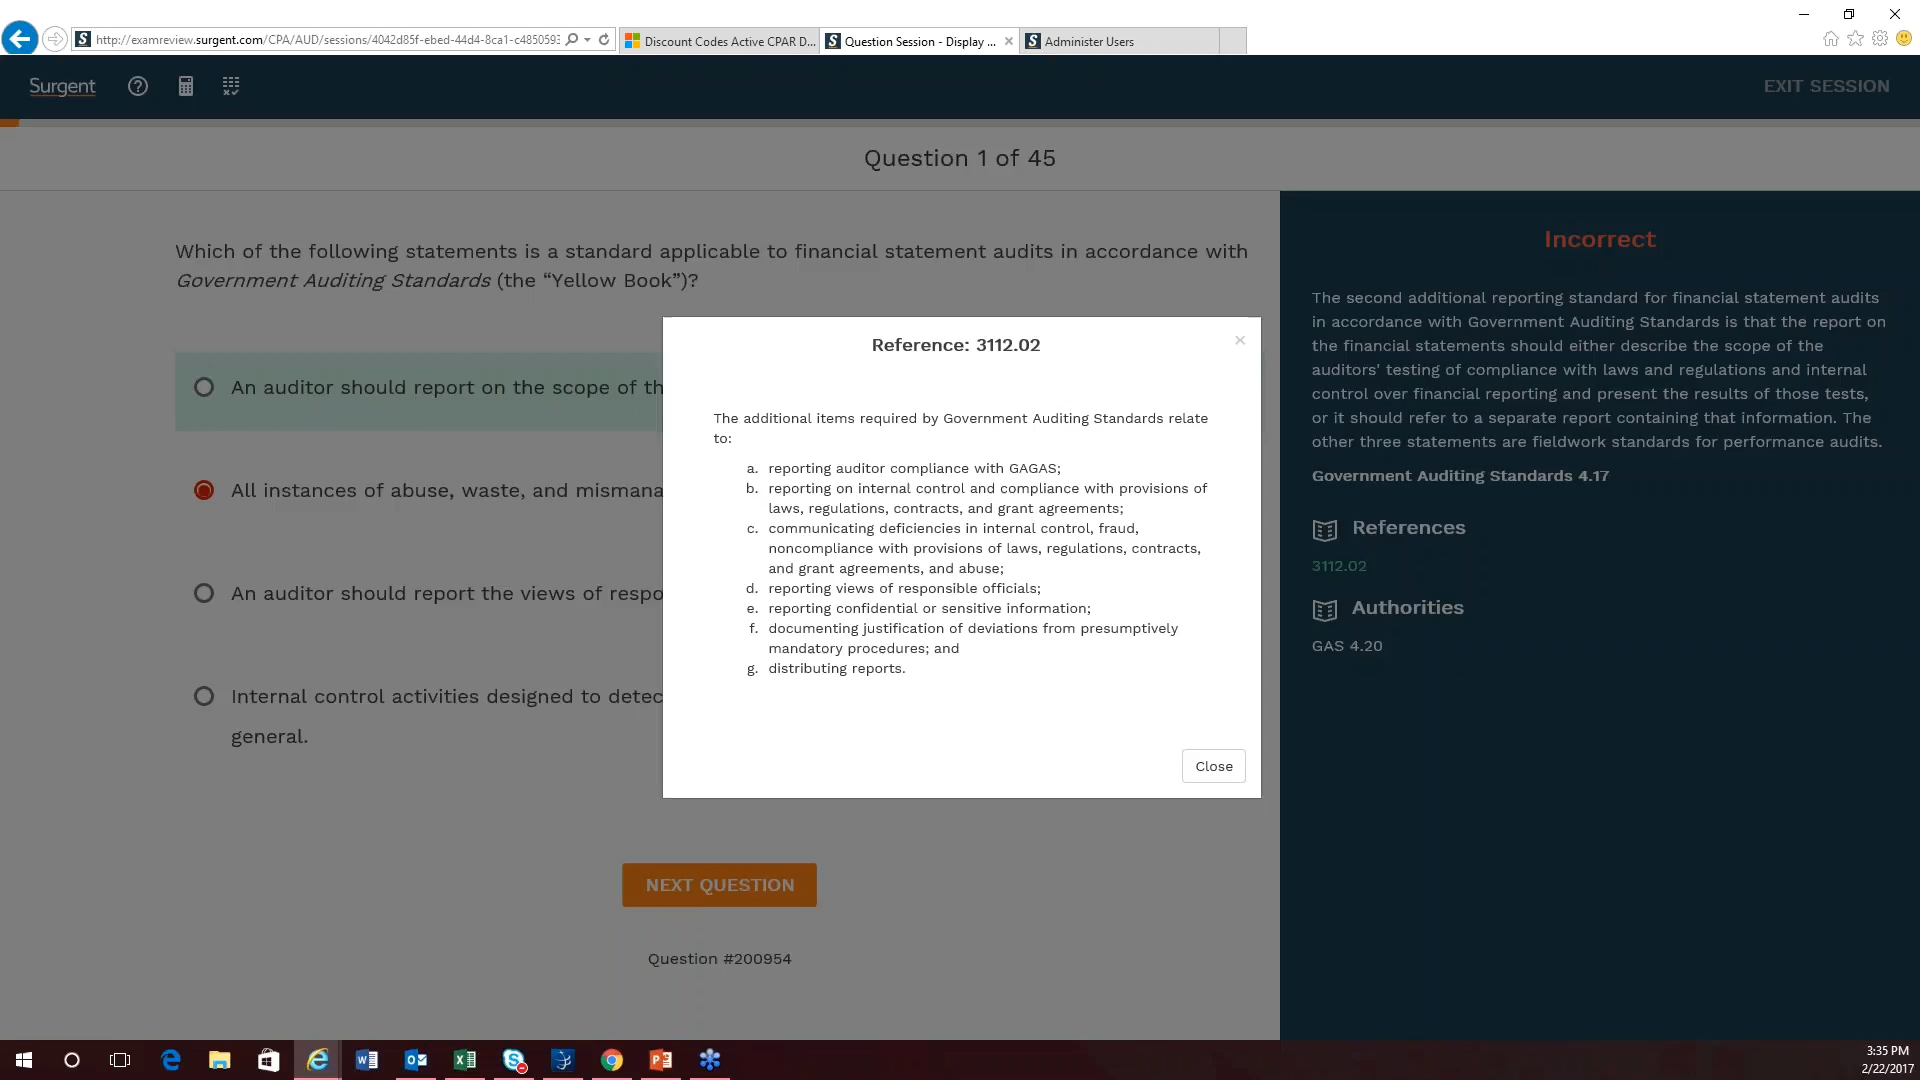 http://examreview.surgent.com/CPA/AUD/sessions/4042d85f-ebed-44d4-8ca1-c4850593
Discount Codes Active CPAR D...
Question Session - Display ...
Administer Users
Surgent
EXIT SESSION
Question 1 of 45
Which of the following statements is a standard applicable to financial statement audits in accordance with
Government Auditing Standards (the “Yellow Book”)?
An auditor should report on the scope of th
All instances of abuse, waste, and mismana
An auditor should report the views of respo
Internal control activities designed to detec
general.
Reference: 3112.02
×
The additional items required by Government Auditing Standards relate
to:
a. reporting auditor compliance with GAGAS;
b. reporting on internal control and compliance with provisions of
laws, regulations, contracts, and grant agreements;
c. communicating deficiencies in internal control, fraud,
noncompliance with provisions of laws, regulations, contracts,
and grant agreements, and abuse;
d. reporting views of responsible officials;
e. reporting confidential or sensitive information;
f. documenting justification of deviations from presumptively
mandatory procedures; and
g. distributing reports.
Close
NEXT QUESTION
Question #200954
Incorrect
The second additional reporting standard for financial statement audits
in accordance with Government Auditing Standards is that the report on
the financial statements should either describe the scope of the
auditors' testing of compliance with laws and regulations and internal
control over financial reporting and present the results of those tests,
or it should refer to a separate report containing that information. The
other three statements are fieldwork standards for performance audits.
Government Auditing Standards 4.17
References
3112.02
Authorities
GAS 4.20
3:35 PM
2/22/2017